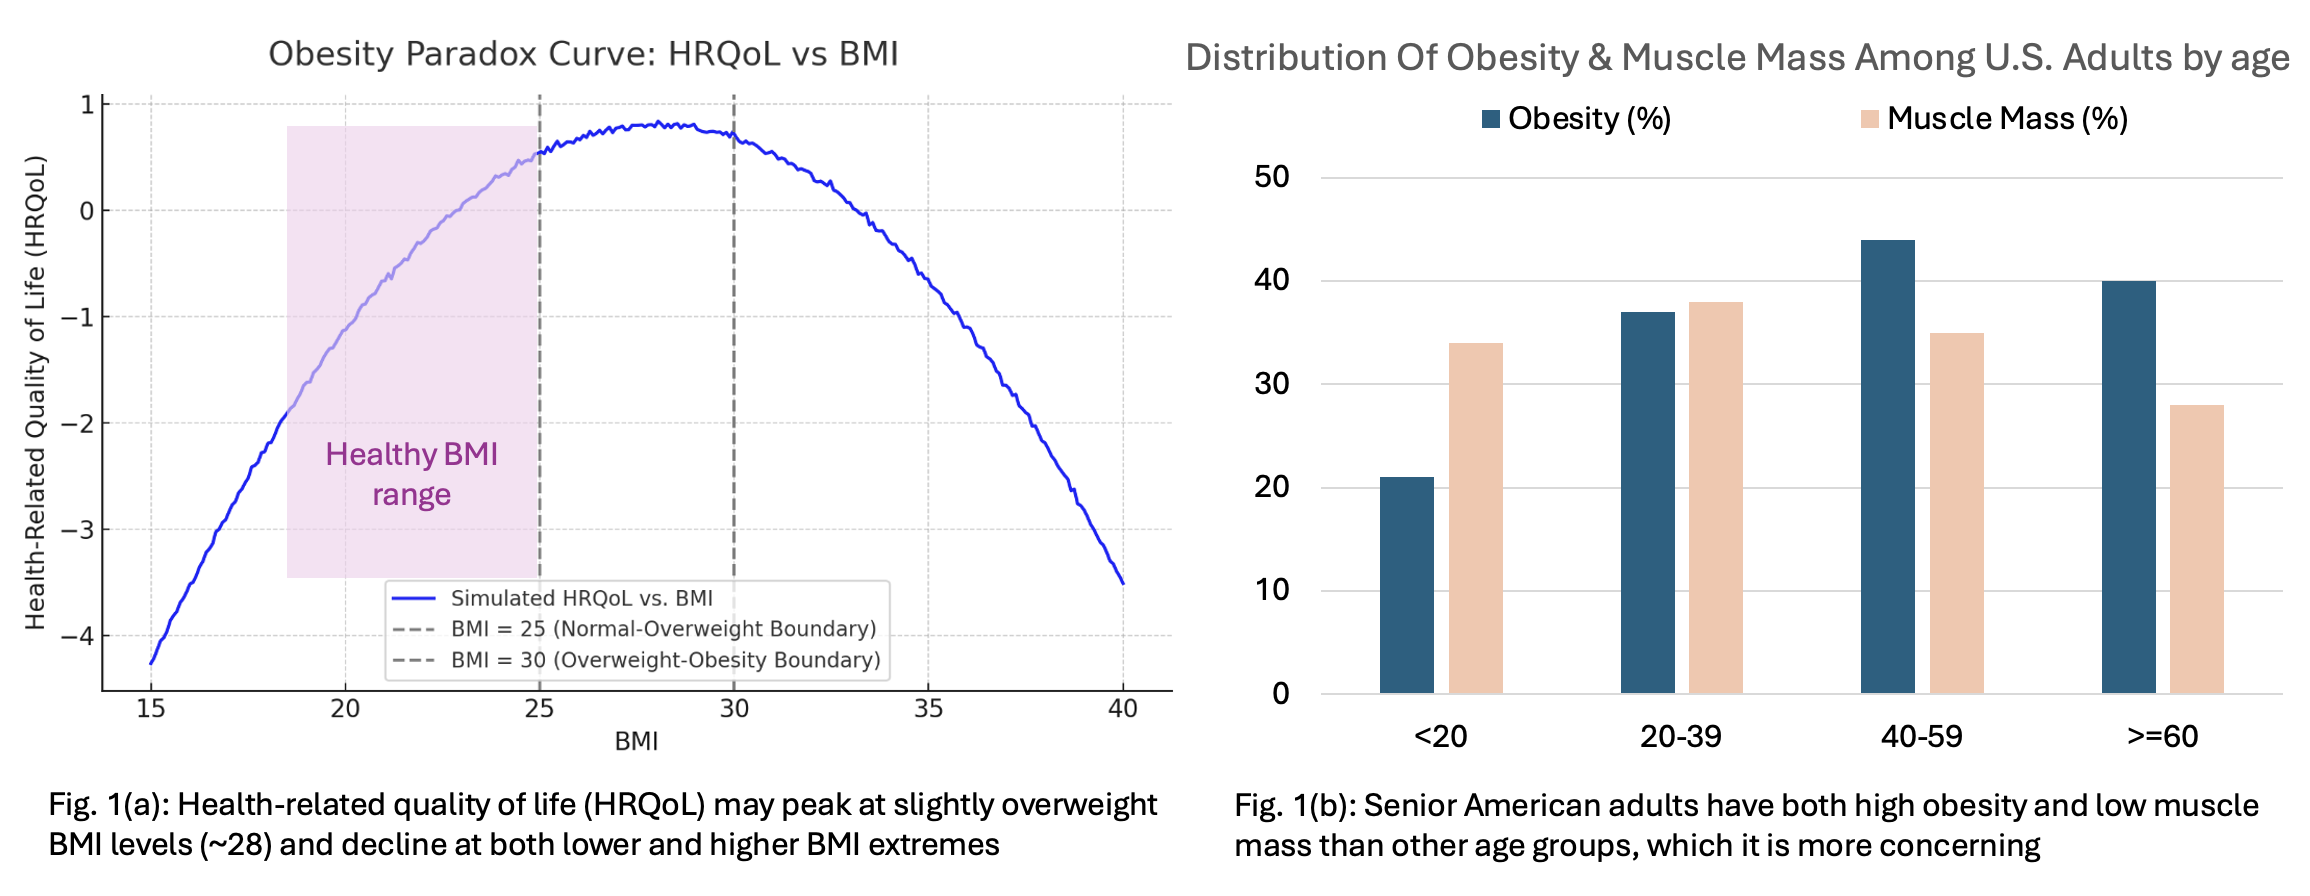 Obesity Paradox Curve: HRQoL vs BMI
Health-Related Quality of Life (HRQoL)
1
0
−1
−2
−3
−4
Healthy BMI
range
Simulated HRQoL vs. BMI
BMI = 25 (Normal-Overweight Boundary)
BMI = 30 (Overweight-Obesity Boundary)
15 20 25 30 35 40
BMI
Fig. 1(a): Health-related quality of life (HRQoL) may peak at slightly overweight
BMI levels (~28) and decline at both lower and higher BMI extremes
Distribution Of Obesity & Muscle Mass Among U.S. Adults by age
Obesity (%) Muscle Mass (%)
50
40
30
20
10
0
<20 20-39 40-59 >=60
Fig. 1(b): Senior American adults have both high obesity and low muscle
mass than other age groups, which it is more concerning